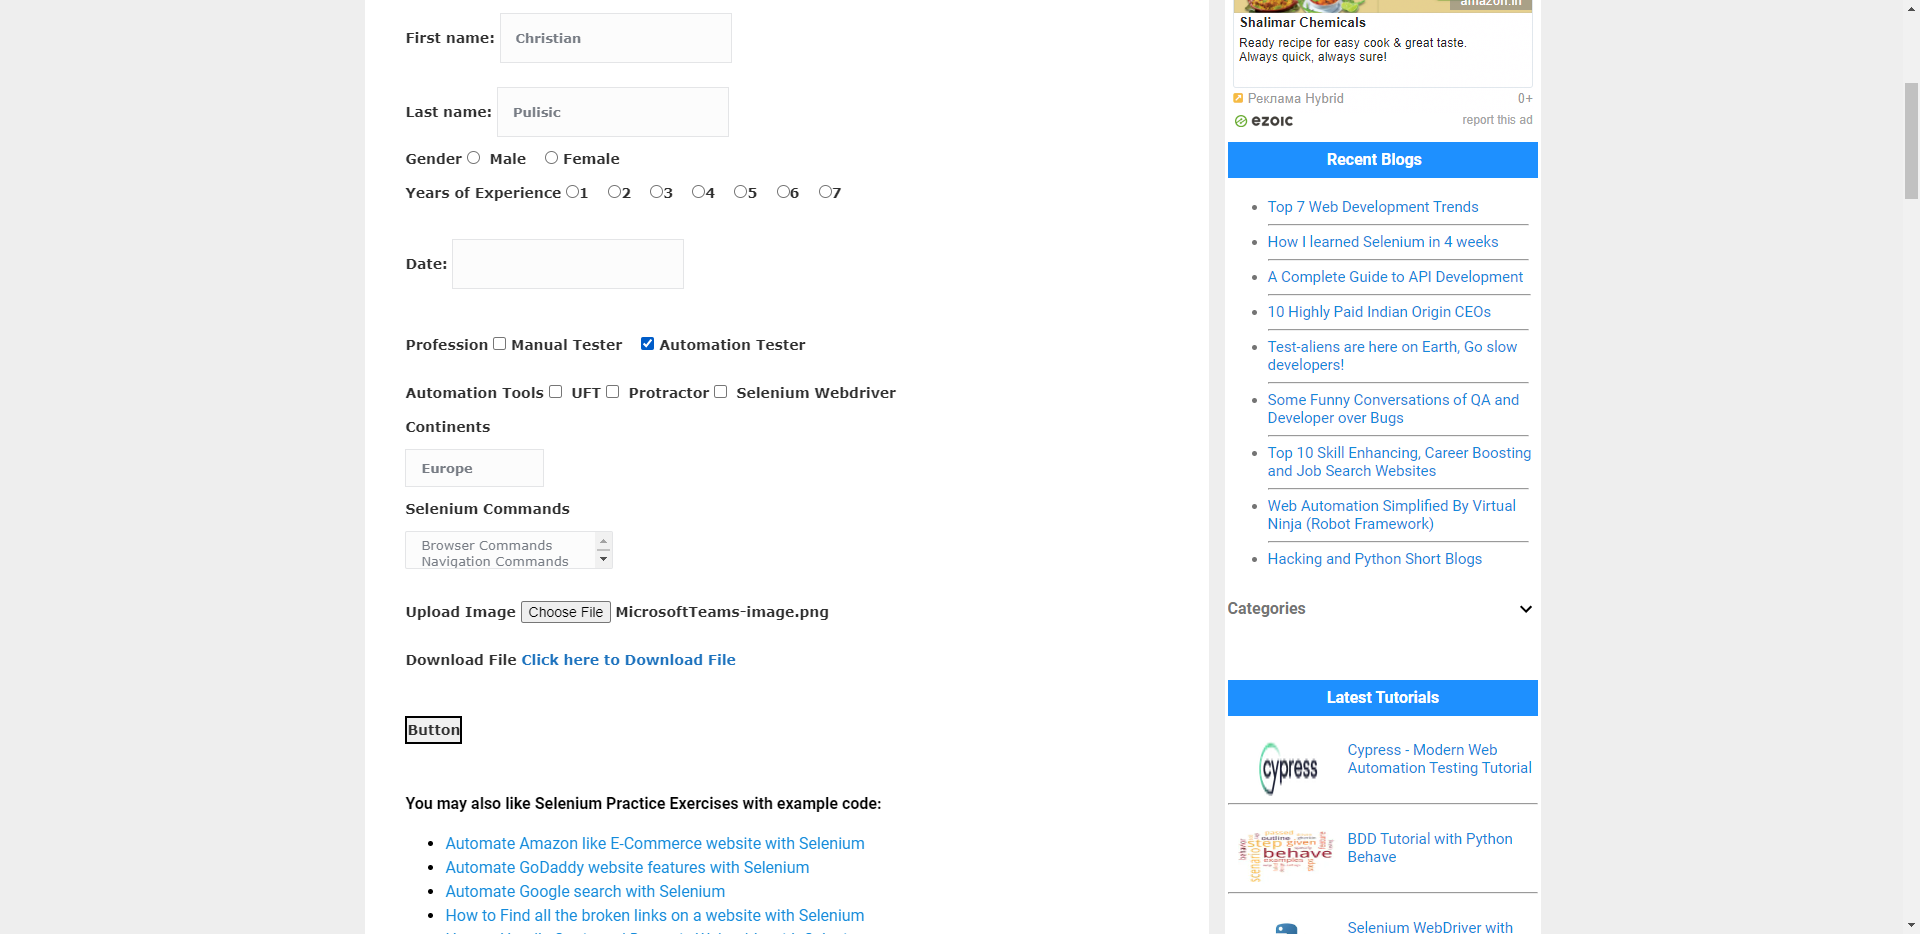 First name: Christian
Last name: Pulisic
Gender Male Female
Years of Experience 1 2 3 4 5 6 7
Date:
Profession Manual Tester Automation Tester
Automation Tools UFT Protractor Selenium Webdriver
Continents
Europe
Selenium Commands
Browser Commands
Navigation Commands
Upload Image Choose File MicrosoftTeams-image.png
Download File Click here to Download File
Button
You may also like Selenium Practice Exercises with example code:
Automate Amazon like E-Commerce website with Selenium
Automate GoDaddy website features with Selenium
Automate Google search with Selenium
How to Find all the broken links on a website with Selenium
amazon.in
Shalimar Chemicals
Ready recipe for easy cook & great taste.
Always quick, always sure!
Реклама Hybrid 0+
ezoic report this ad
Recent Blogs
Top 7 Web Development Trends
How I learned Selenium in 4 weeks
A Complete Guide to API Development
10 Highly Paid Indian Origin CEOs
Test-aliens are here on Earth, Go slow
developers!
Some Funny Conversations of QA and
Developer over Bugs
Top 10 Skill Enhancing, Career Boosting
and Job Search Websites
Web Automation Simplified By Virtual
Ninja (Robot Framework)
Hacking and Python Short Blogs
Categories
Latest Tutorials
cypress
Cypress - Modern Web
Automation Testing Tutorial
step given
behave
BDD Tutorial with Python
Behave
Selenium WebDriver with